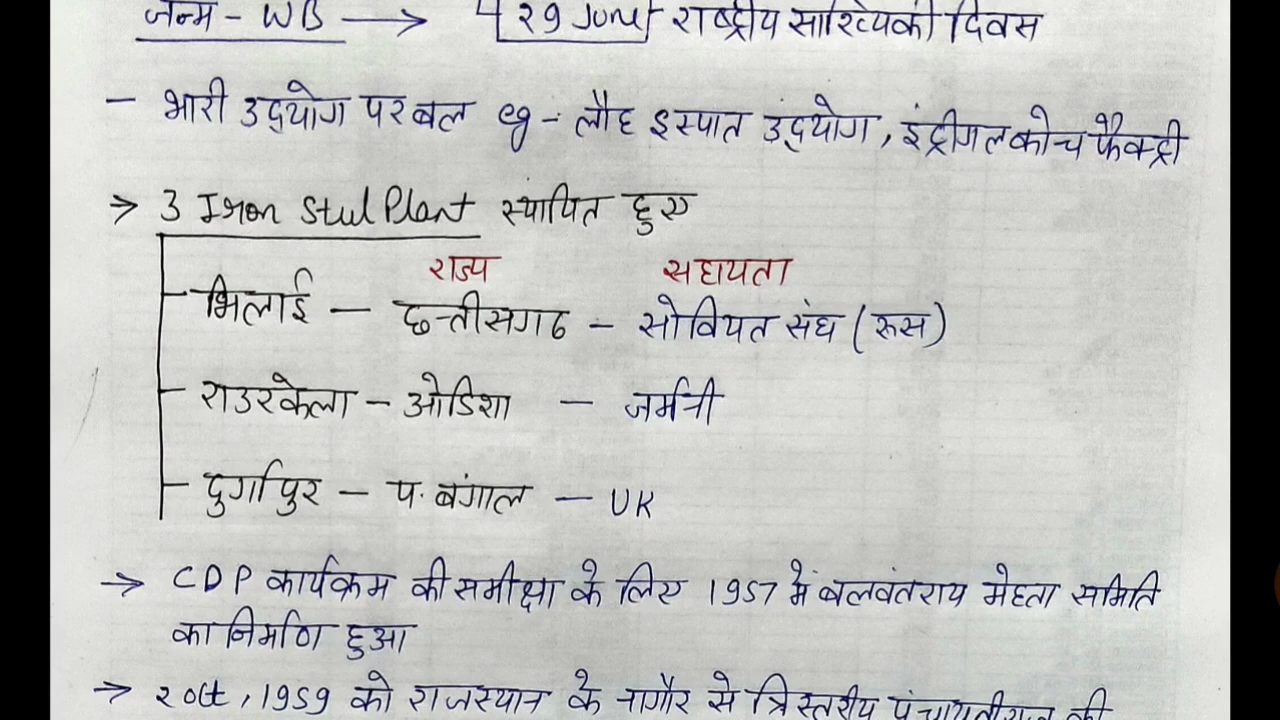 जन्म - WB → 29 June राष्ट्रीय सांख्यिकी दिवस
- भारी उद्योग पर बल eg - लौह इस्पात उद्योग, इंट्रीगल कोच फैक्ट्री
→ 3 Iron Steel Plant स्थापित हुए
राज्य सहायता
भिलाई - छत्तीसगढ - सोवियत संघ (रूस)
राउरकेला - ओडिशा - जर्मनी
दुर्गापुर - प. बंगाल - UK
→ CDP कार्यक्रम की समीक्षा के लिए 1957 में बलवंतराय मेहता समिति
का निर्माण हुआ
→ 2 Oct, 1959 को राजस्थान के नागौर से त्रिस्तरीय पंचायतीराज की